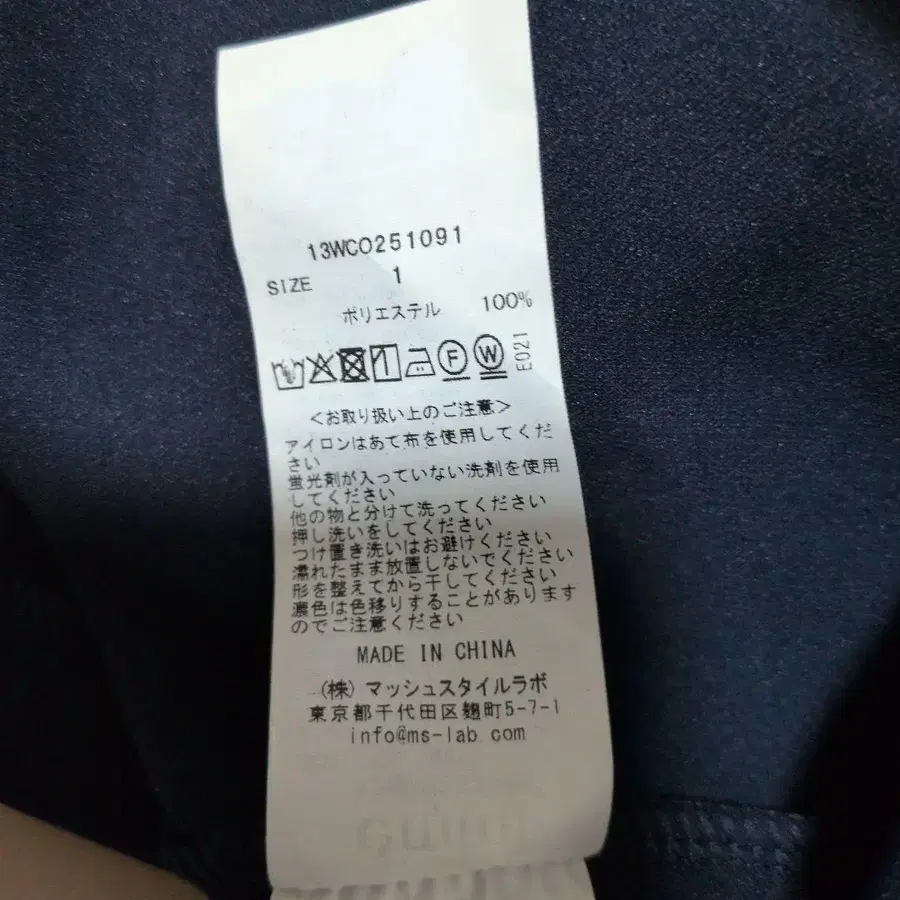 13WCO251091
SIZE 1
ポリエステル 100%
F W E021
<お取り扱い上のご注意>
アイロンはあて布を使用してくだ
さい
蛍光剤が入っていない洗剤を使用
してください
他の物と分けて洗ってください
押し洗いをしてください
つけ置き洗いはお避けください
濡れたまま放置しないでください
形を整えてから干してください
濃色は色移りすることがあります
のでご注意ください
MADE IN CHINA
(株)マッシュスタイルラボ
東京都千代田区麹町5-7-1
info@ms-lab.com